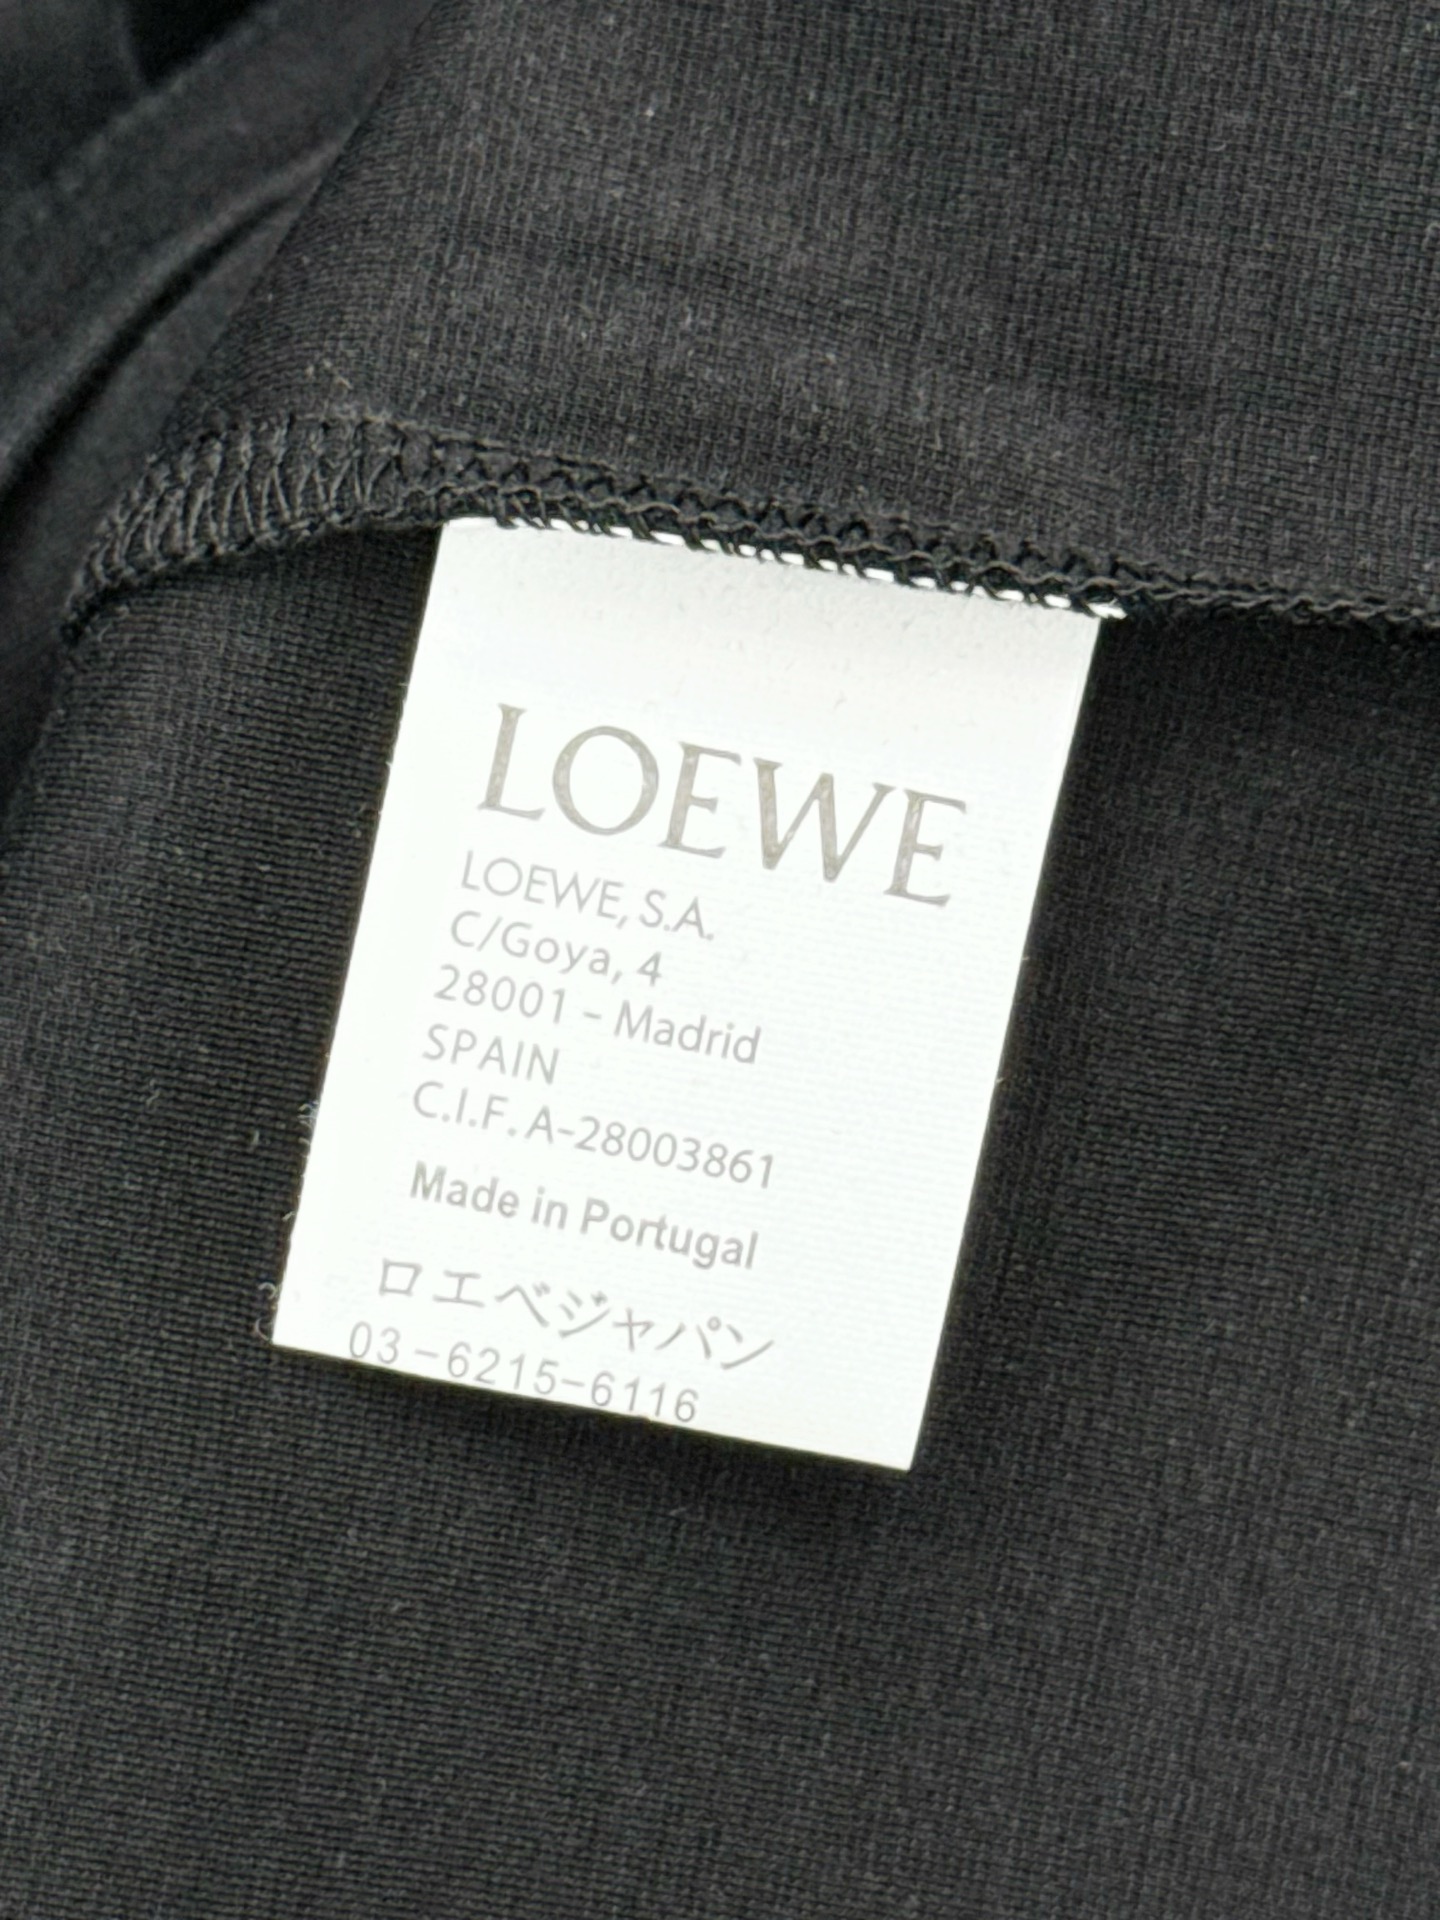 LOEWE
LOEWE, S.A.
C/Goya, 4
28001 - Madrid
SPAIN
C.I.F. A-28003861
Made in Portugal
ロエベジャパン
03-6215-6116